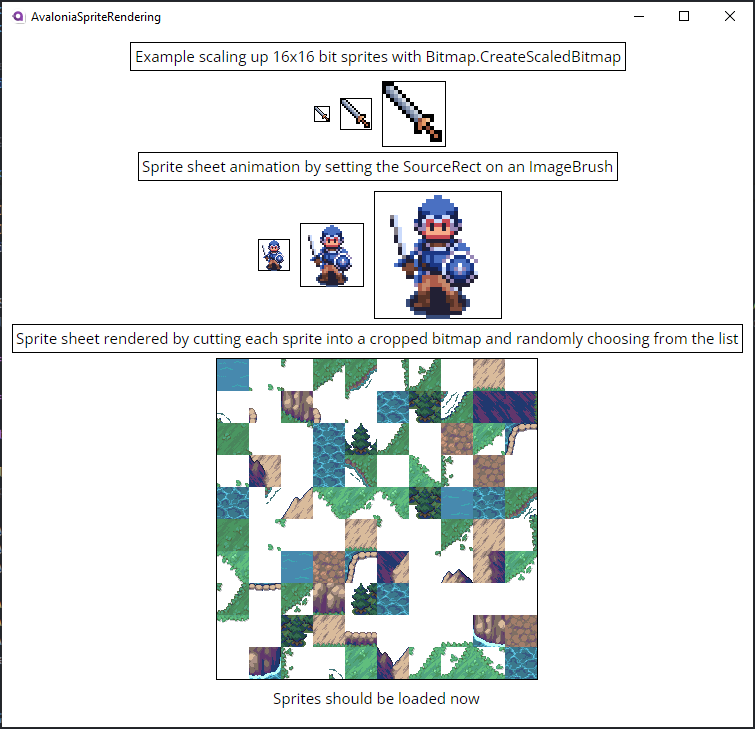 AvaloniaSpriteRendering
Example scaling up 16x16 bit sprites with Bitmap.CreateScaledBitmap
Sprite sheet animation by setting the SourceRect on an ImageBrush
Sprite sheet rendered by cutting each sprite into a cropped bitmap and randomly choosing from the list
Sprites should be loaded now